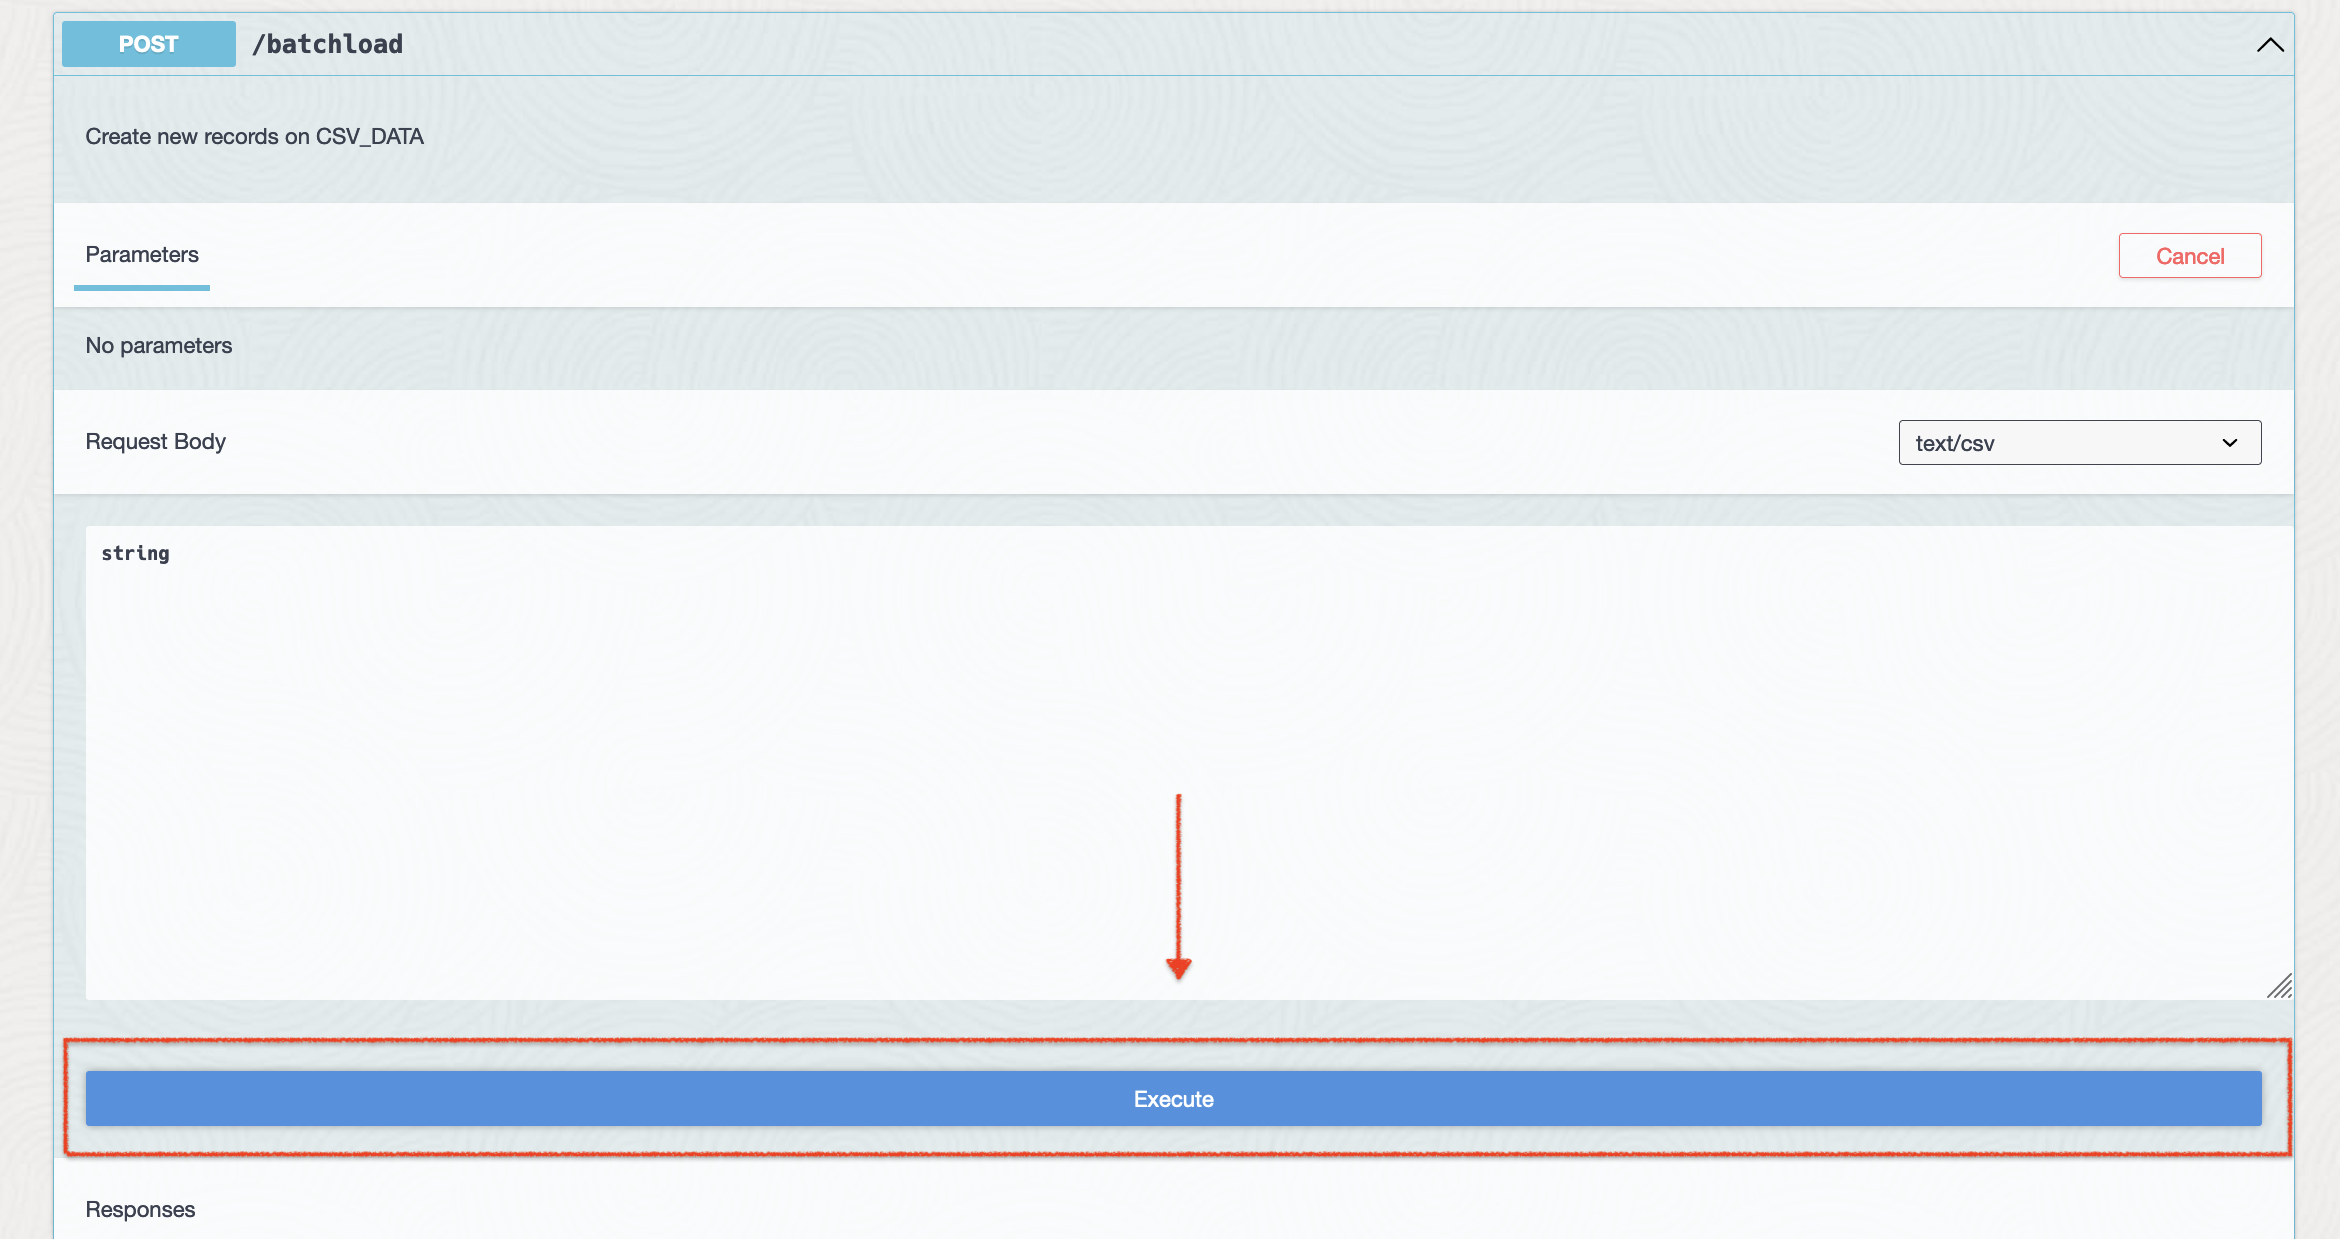 POST /batchload
Create new records on CSV_DATA
Parameters
Cancel
No parameters
Request Body
text/csv
string
Execute
Responses